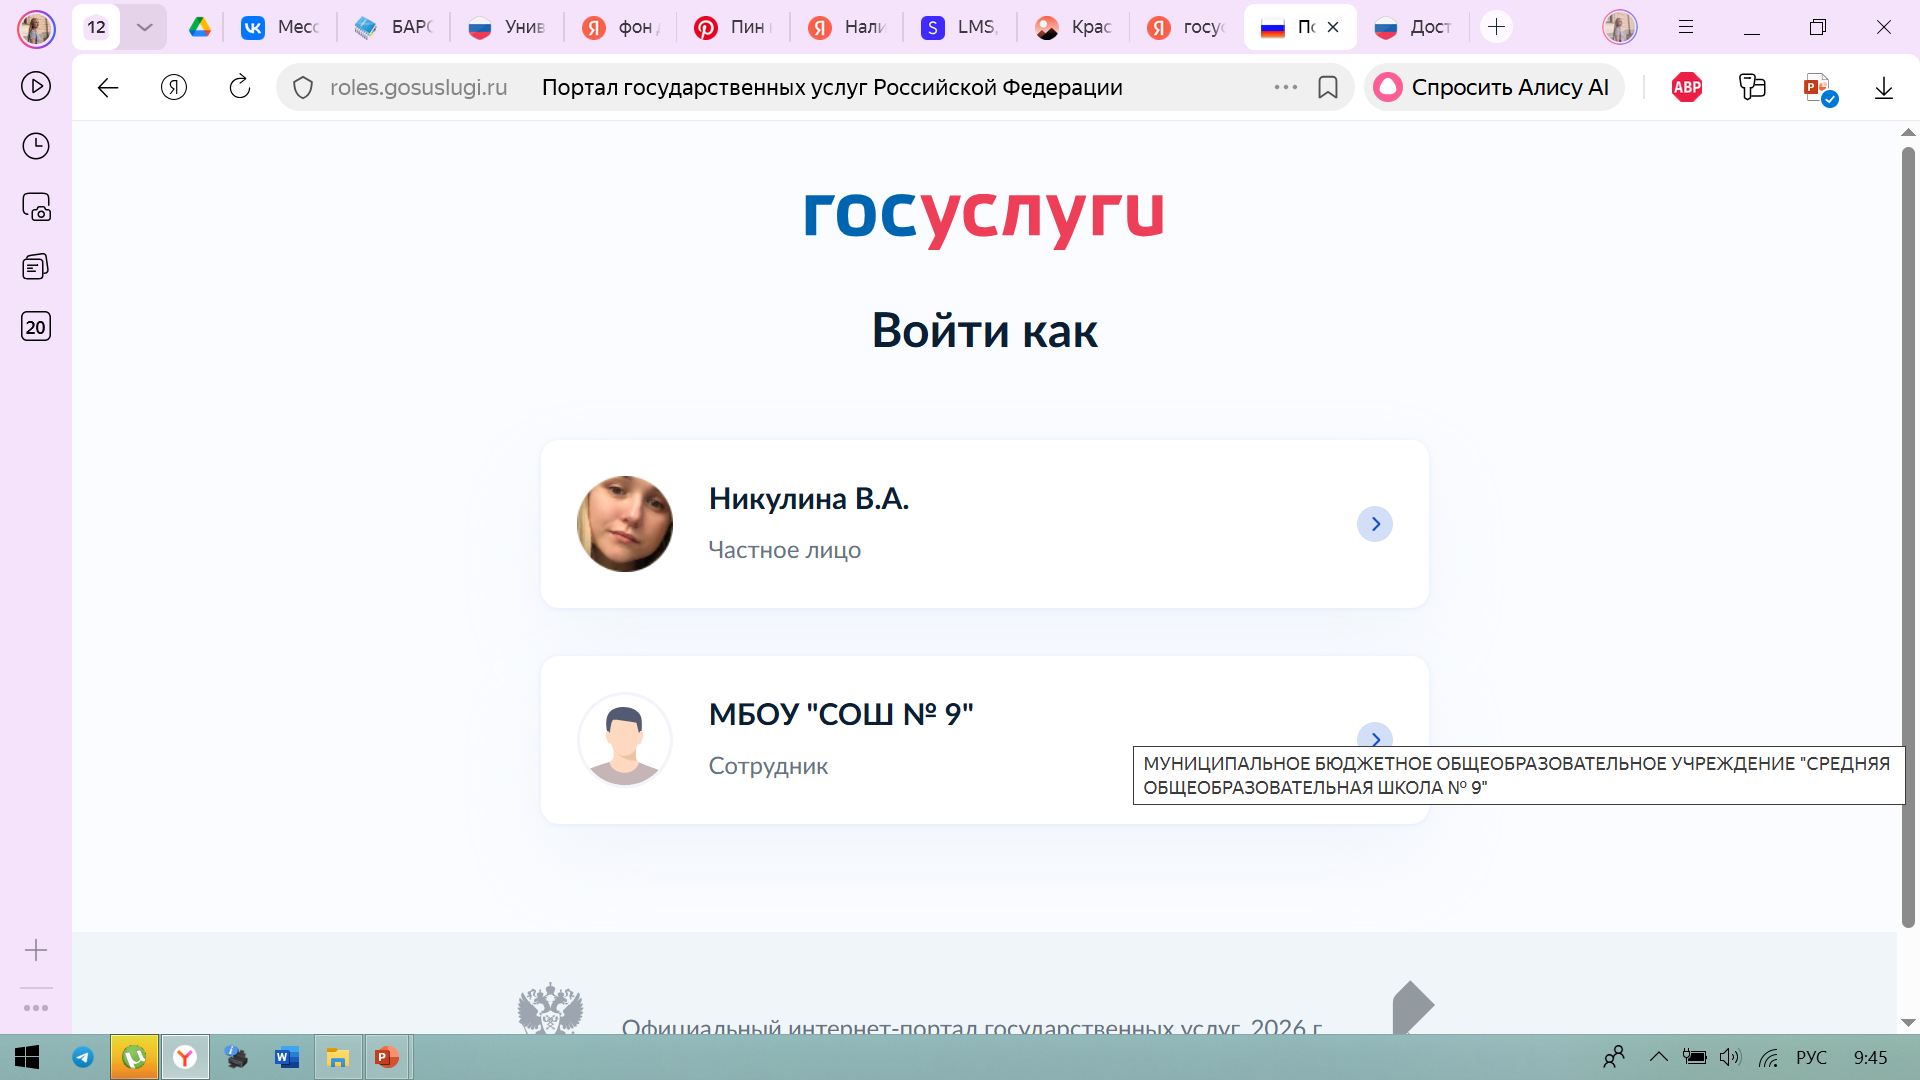 12
Месс
БАРС
Унив
фон д
Пин
Нали
LMS,
Крас
госус
По
Дост
roles.gosuslugi.ru
Портал государственных услуг Российской Федерации
Спросить Алису AI
ABP
20
госуслуги
Войти как
Никулина В.А.
Частное лицо
МБОУ "СОШ № 9"
Сотрудник
МУНИЦИПАЛЬНОЕ БЮДЖЕТНОЕ ОБЩЕОБРАЗОВАТЕЛЬНОЕ УЧРЕЖДЕНИЕ "СРЕДНЯЯ
ОБЩЕОБРАЗОВАТЕЛЬНАЯ ШКОЛА № 9"
Официальный интернет-портал государственных услуг, 2026 г.
РУС
9:45